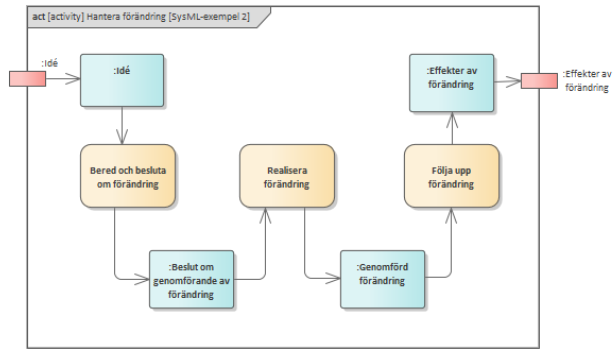 act [activity] Hantera förändring [SysML-exempel 2]
:Idé
:Idé
Bered och besluta
om förändring
:Beslut om
genomförande av
förändring
Realisera
förändring
:Genomförd
förändring
Följa upp
förändring
:Effekter av
förändring
:Effekter av
förändring